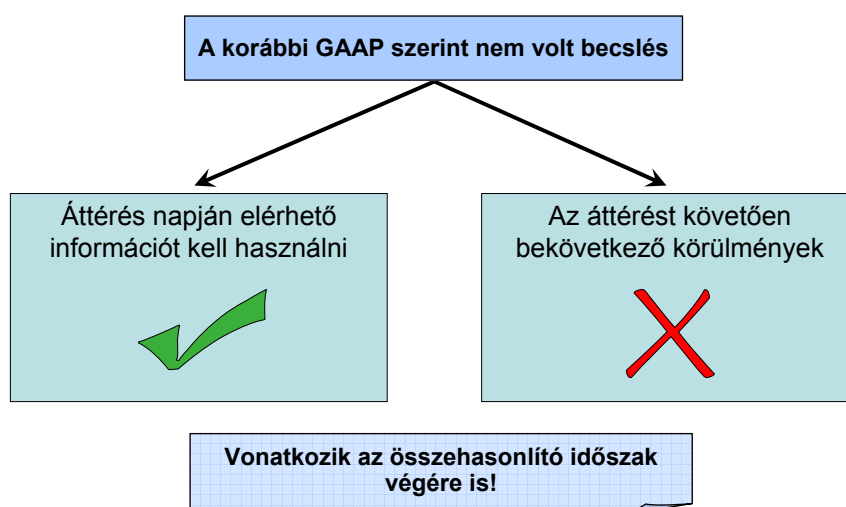 A korábbi GAAP szerint nem volt becslés
Áttérés napján elérhető
információt kell használni
Az áttérést követően
bekövetkező körülmények
Vonatkozik az összehasonlító időszak
végére is!